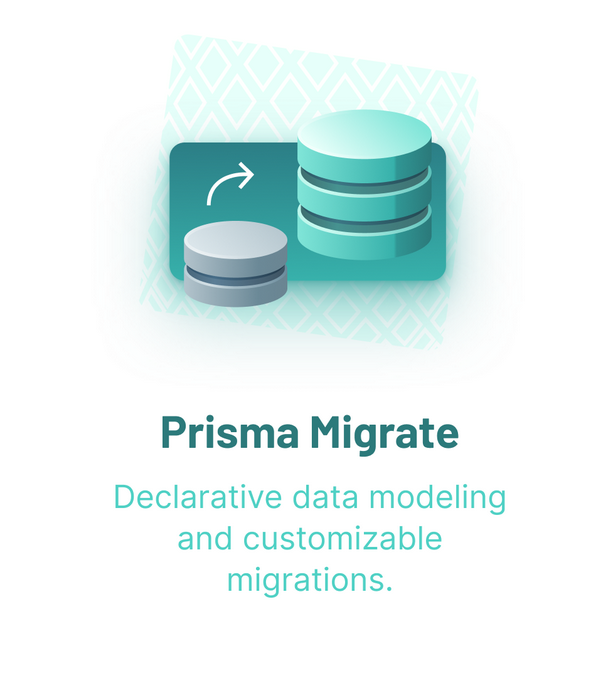 Prisma Migrate
Declarative data modeling
and customizable
migrations.